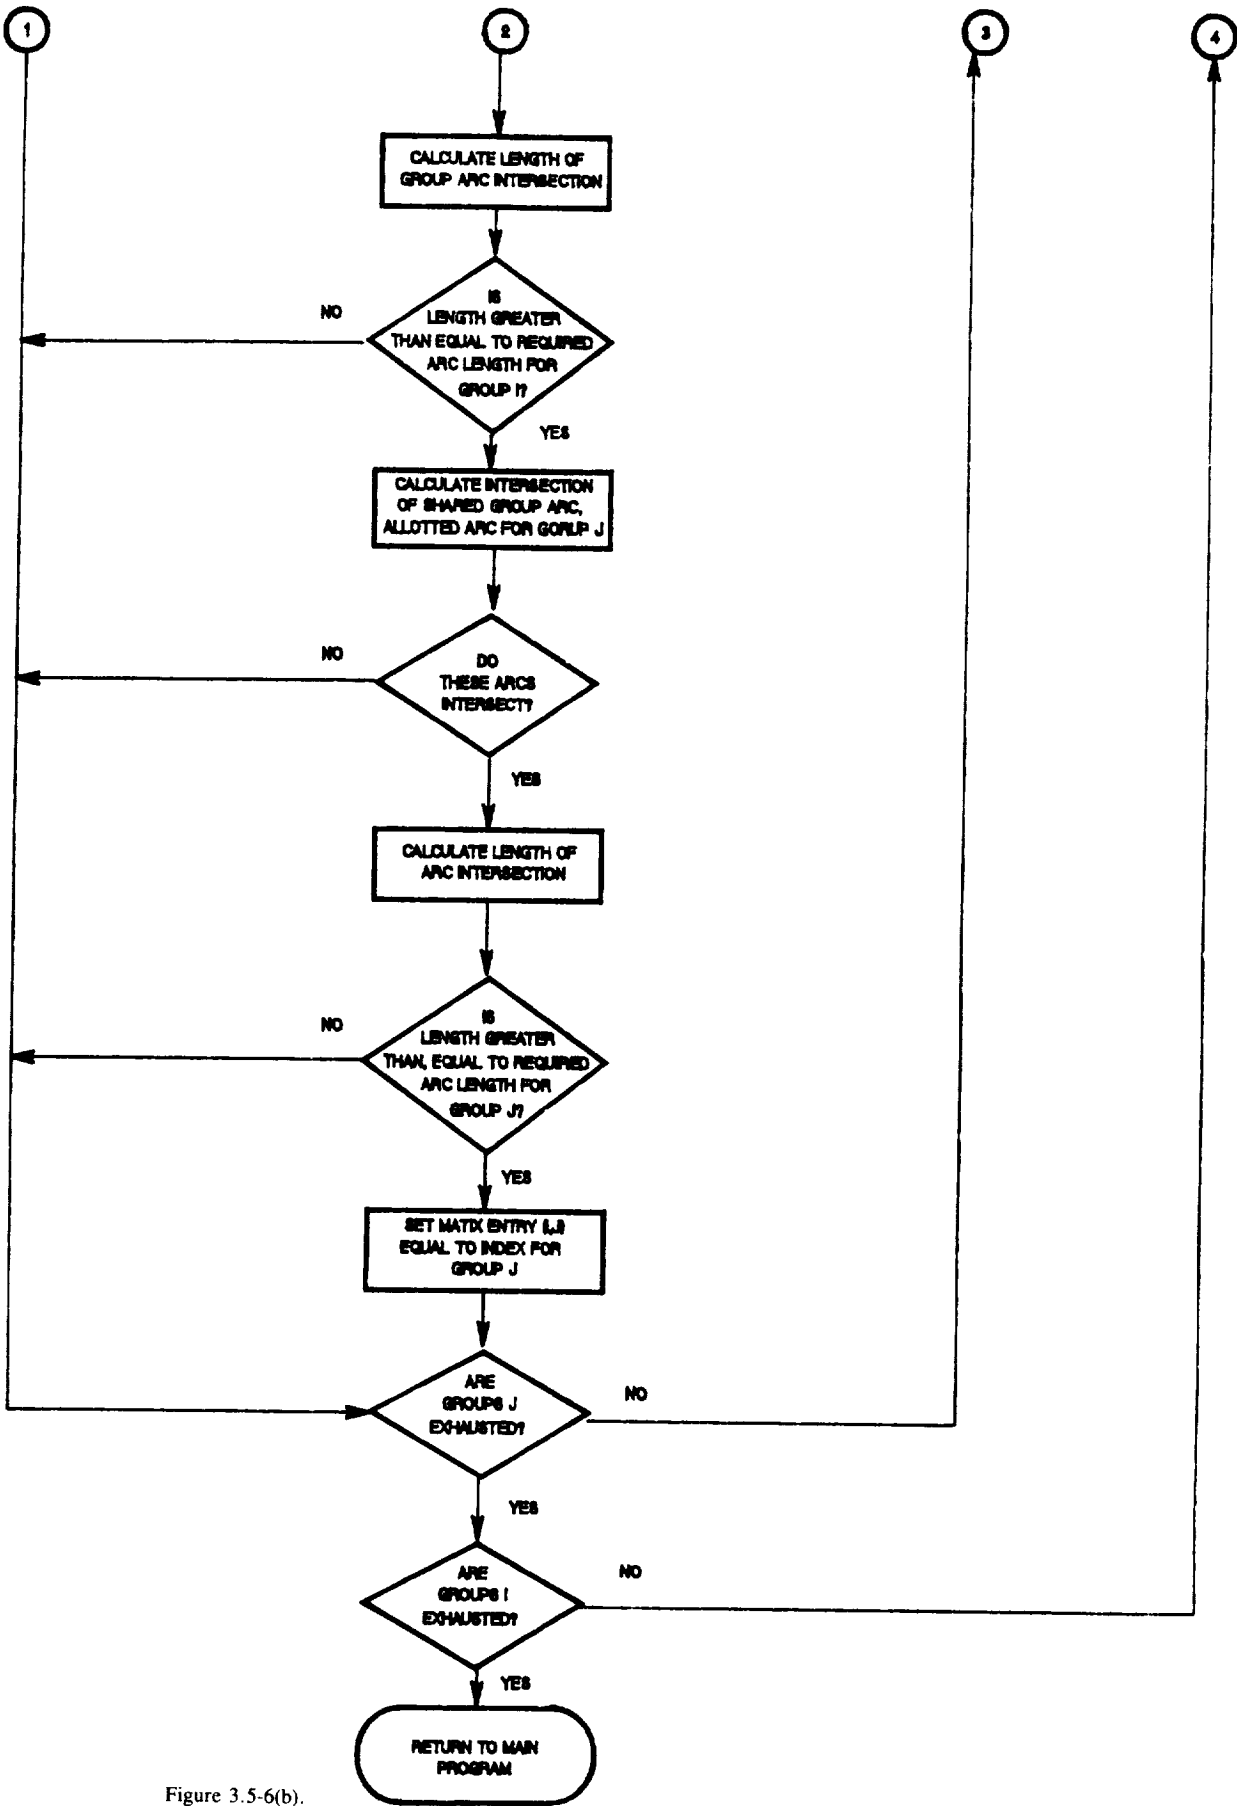 1
2
3
4
CALCULATE LENGTH OF
GROUP ARC INTERSECTION
IS
LENGTH GREATER
THAN EQUAL TO REQUIRED
ARC LENGTH FOR
GROUP I?
NO
YES
CALCULATE INTERSECTION
OF SHARED GROUP ARC,
ALLOTTED ARC FOR GORUP J
DO
THESE ARCS
INTERSECT?
NO
YES
CALCULATE LENGTH OF
ARC INTERSECTION
IS
LENGTH GREATER
THAN, EQUAL TO REQUIRED
ARC LENGTH FOR
GROUP J?
NO
YES
SET MATIX ENTRY (I,J)
EQUAL TO INDEX FOR
GROUP J
ARE
GROUPS J
EXHAUSTED?
NO
YES
ARE
GROUPS I
EXHAUSTED?
NO
YES
RETURN TO MAIN
PROGRAM
Figure 3.5-6(b).